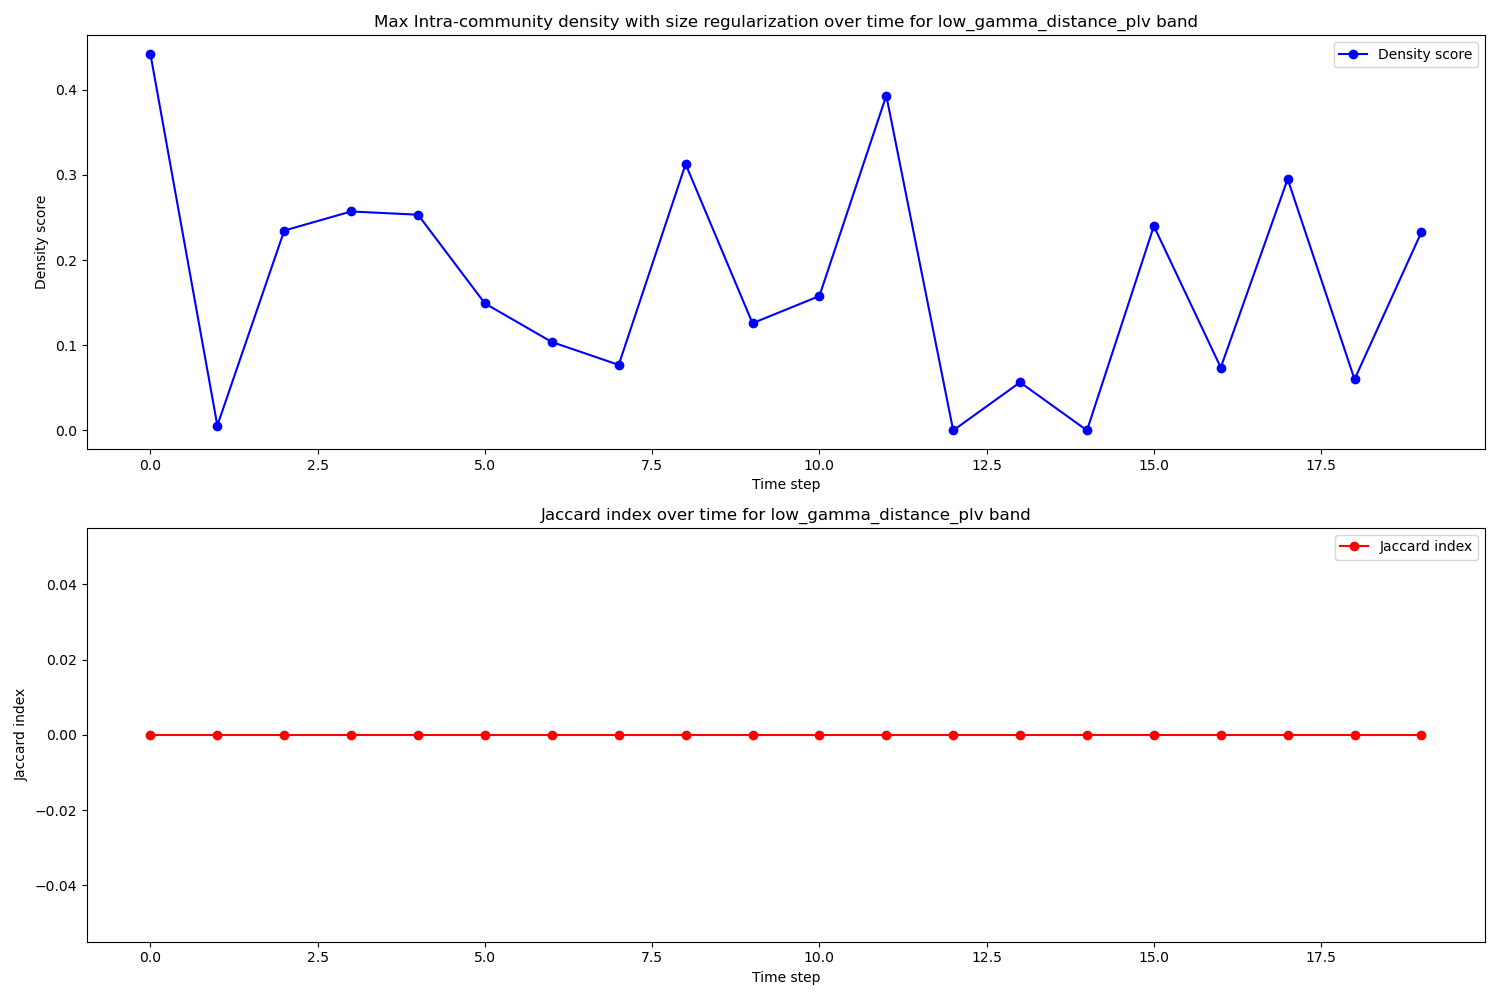 Max Intra-community density with size regularization over time for low_gamma_distance_plv band
Density score
0.4
0.3
0.2
0.1
0.0
Density score
0.0 2.5 5.0 7.5 10.0 12.5 15.0 17.5
Time step
Jaccard index over time for low_gamma_distance_plv band
Jaccard index
0.04
0.02
0.00
−0.02
−0.04
Jaccard index
0.0 2.5 5.0 7.5 10.0 12.5 15.0 17.5
Time step